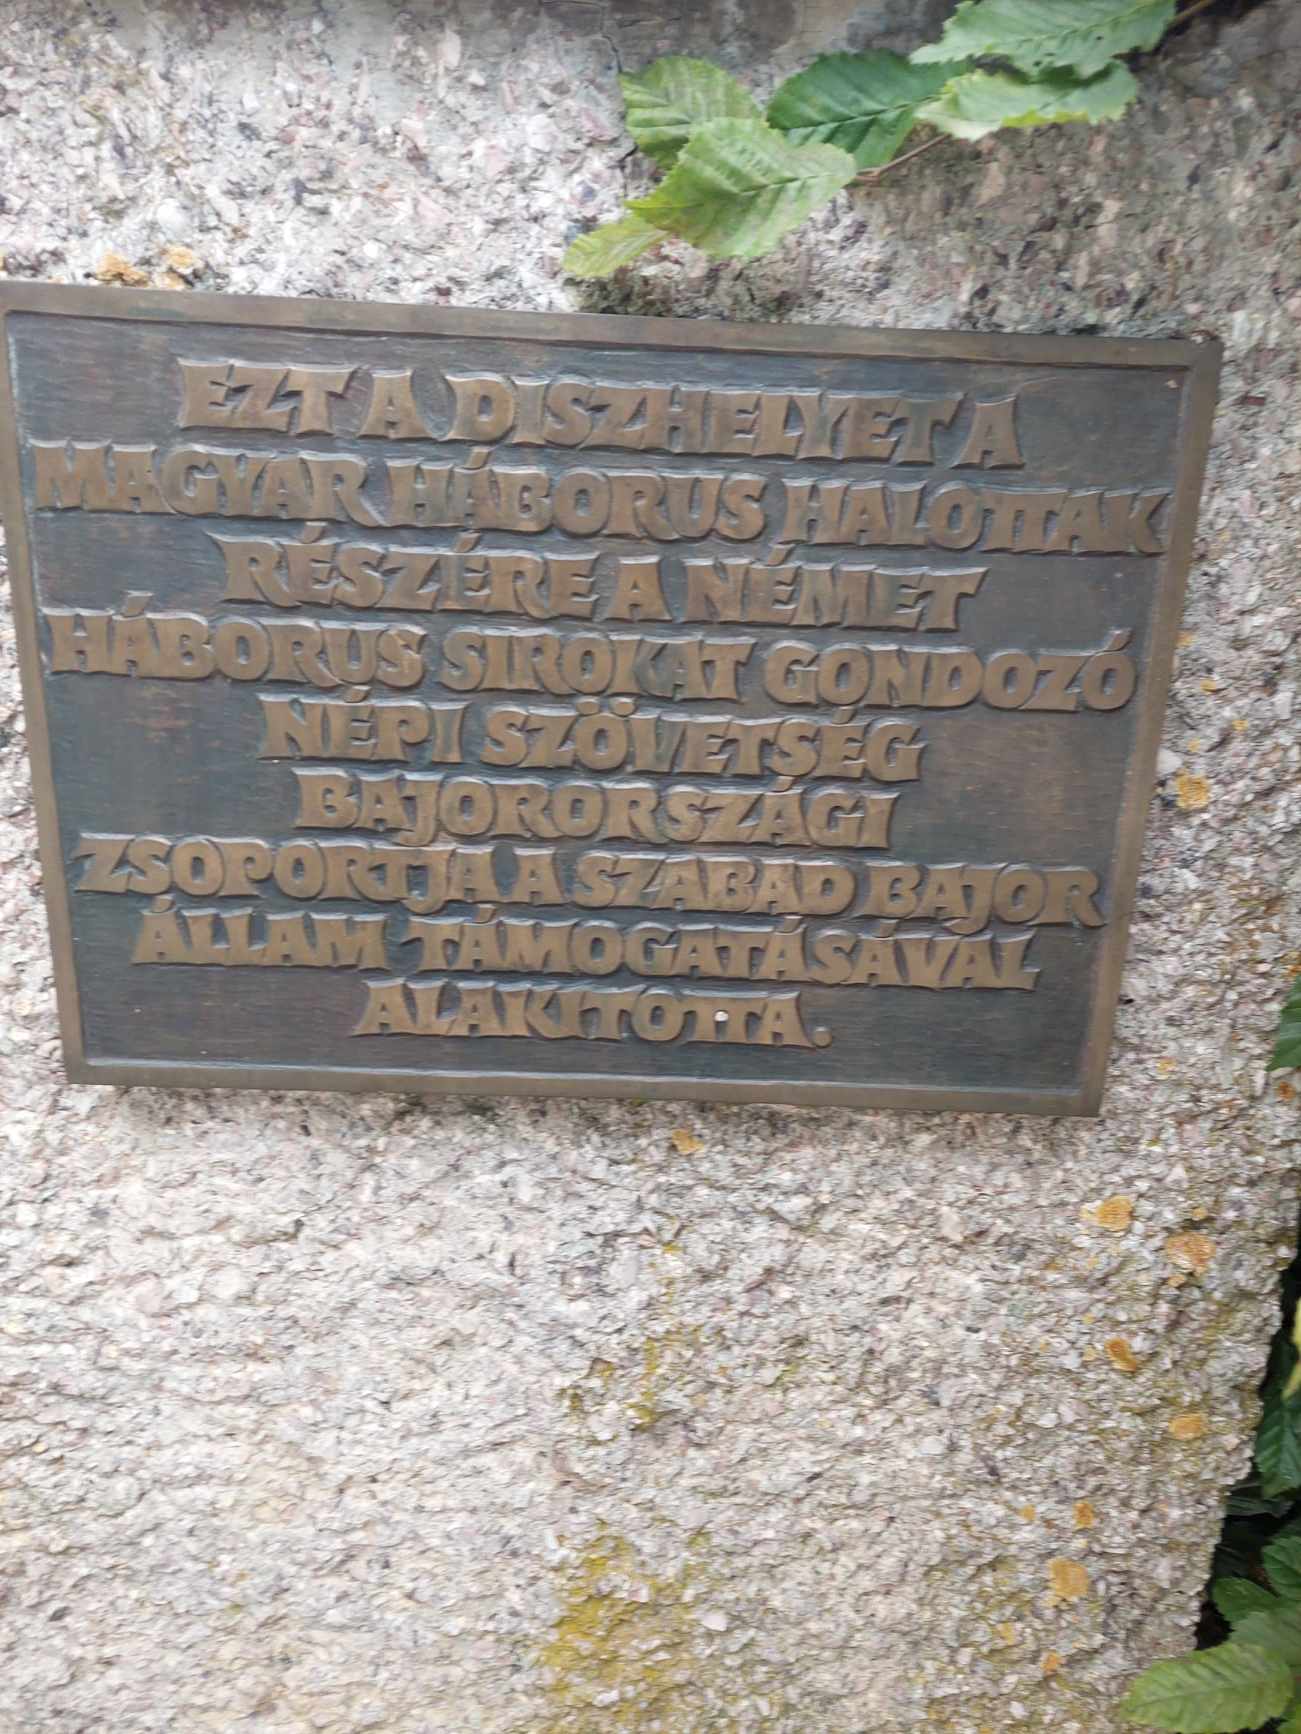 EZT A DISZHELYET A
MAGYAR HÁBORUS HALOTTAK
RÉSZÉRE A NÉMET
HÁBORUS SIROKAT GONDOZÓ
NÉPI SZÖVETSÉG
BAJORORSZÁGI
ZSOPORTJA A SZABAD BAJOR
ÁLLAM TÁMOGATÁSÁVAL
ALAKITOTTA.